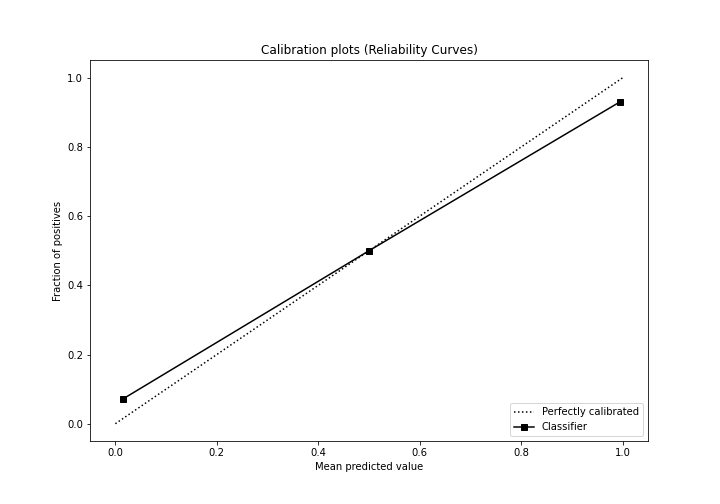 Calibration plots (Reliability Curves)
1.0
0.8
0.6
0.4
0.2
0.0
Fraction of positives
0.0 0.2 0.4 0.6 0.8 1.0
Mean predicted value
Perfectly calibrated
Classifier